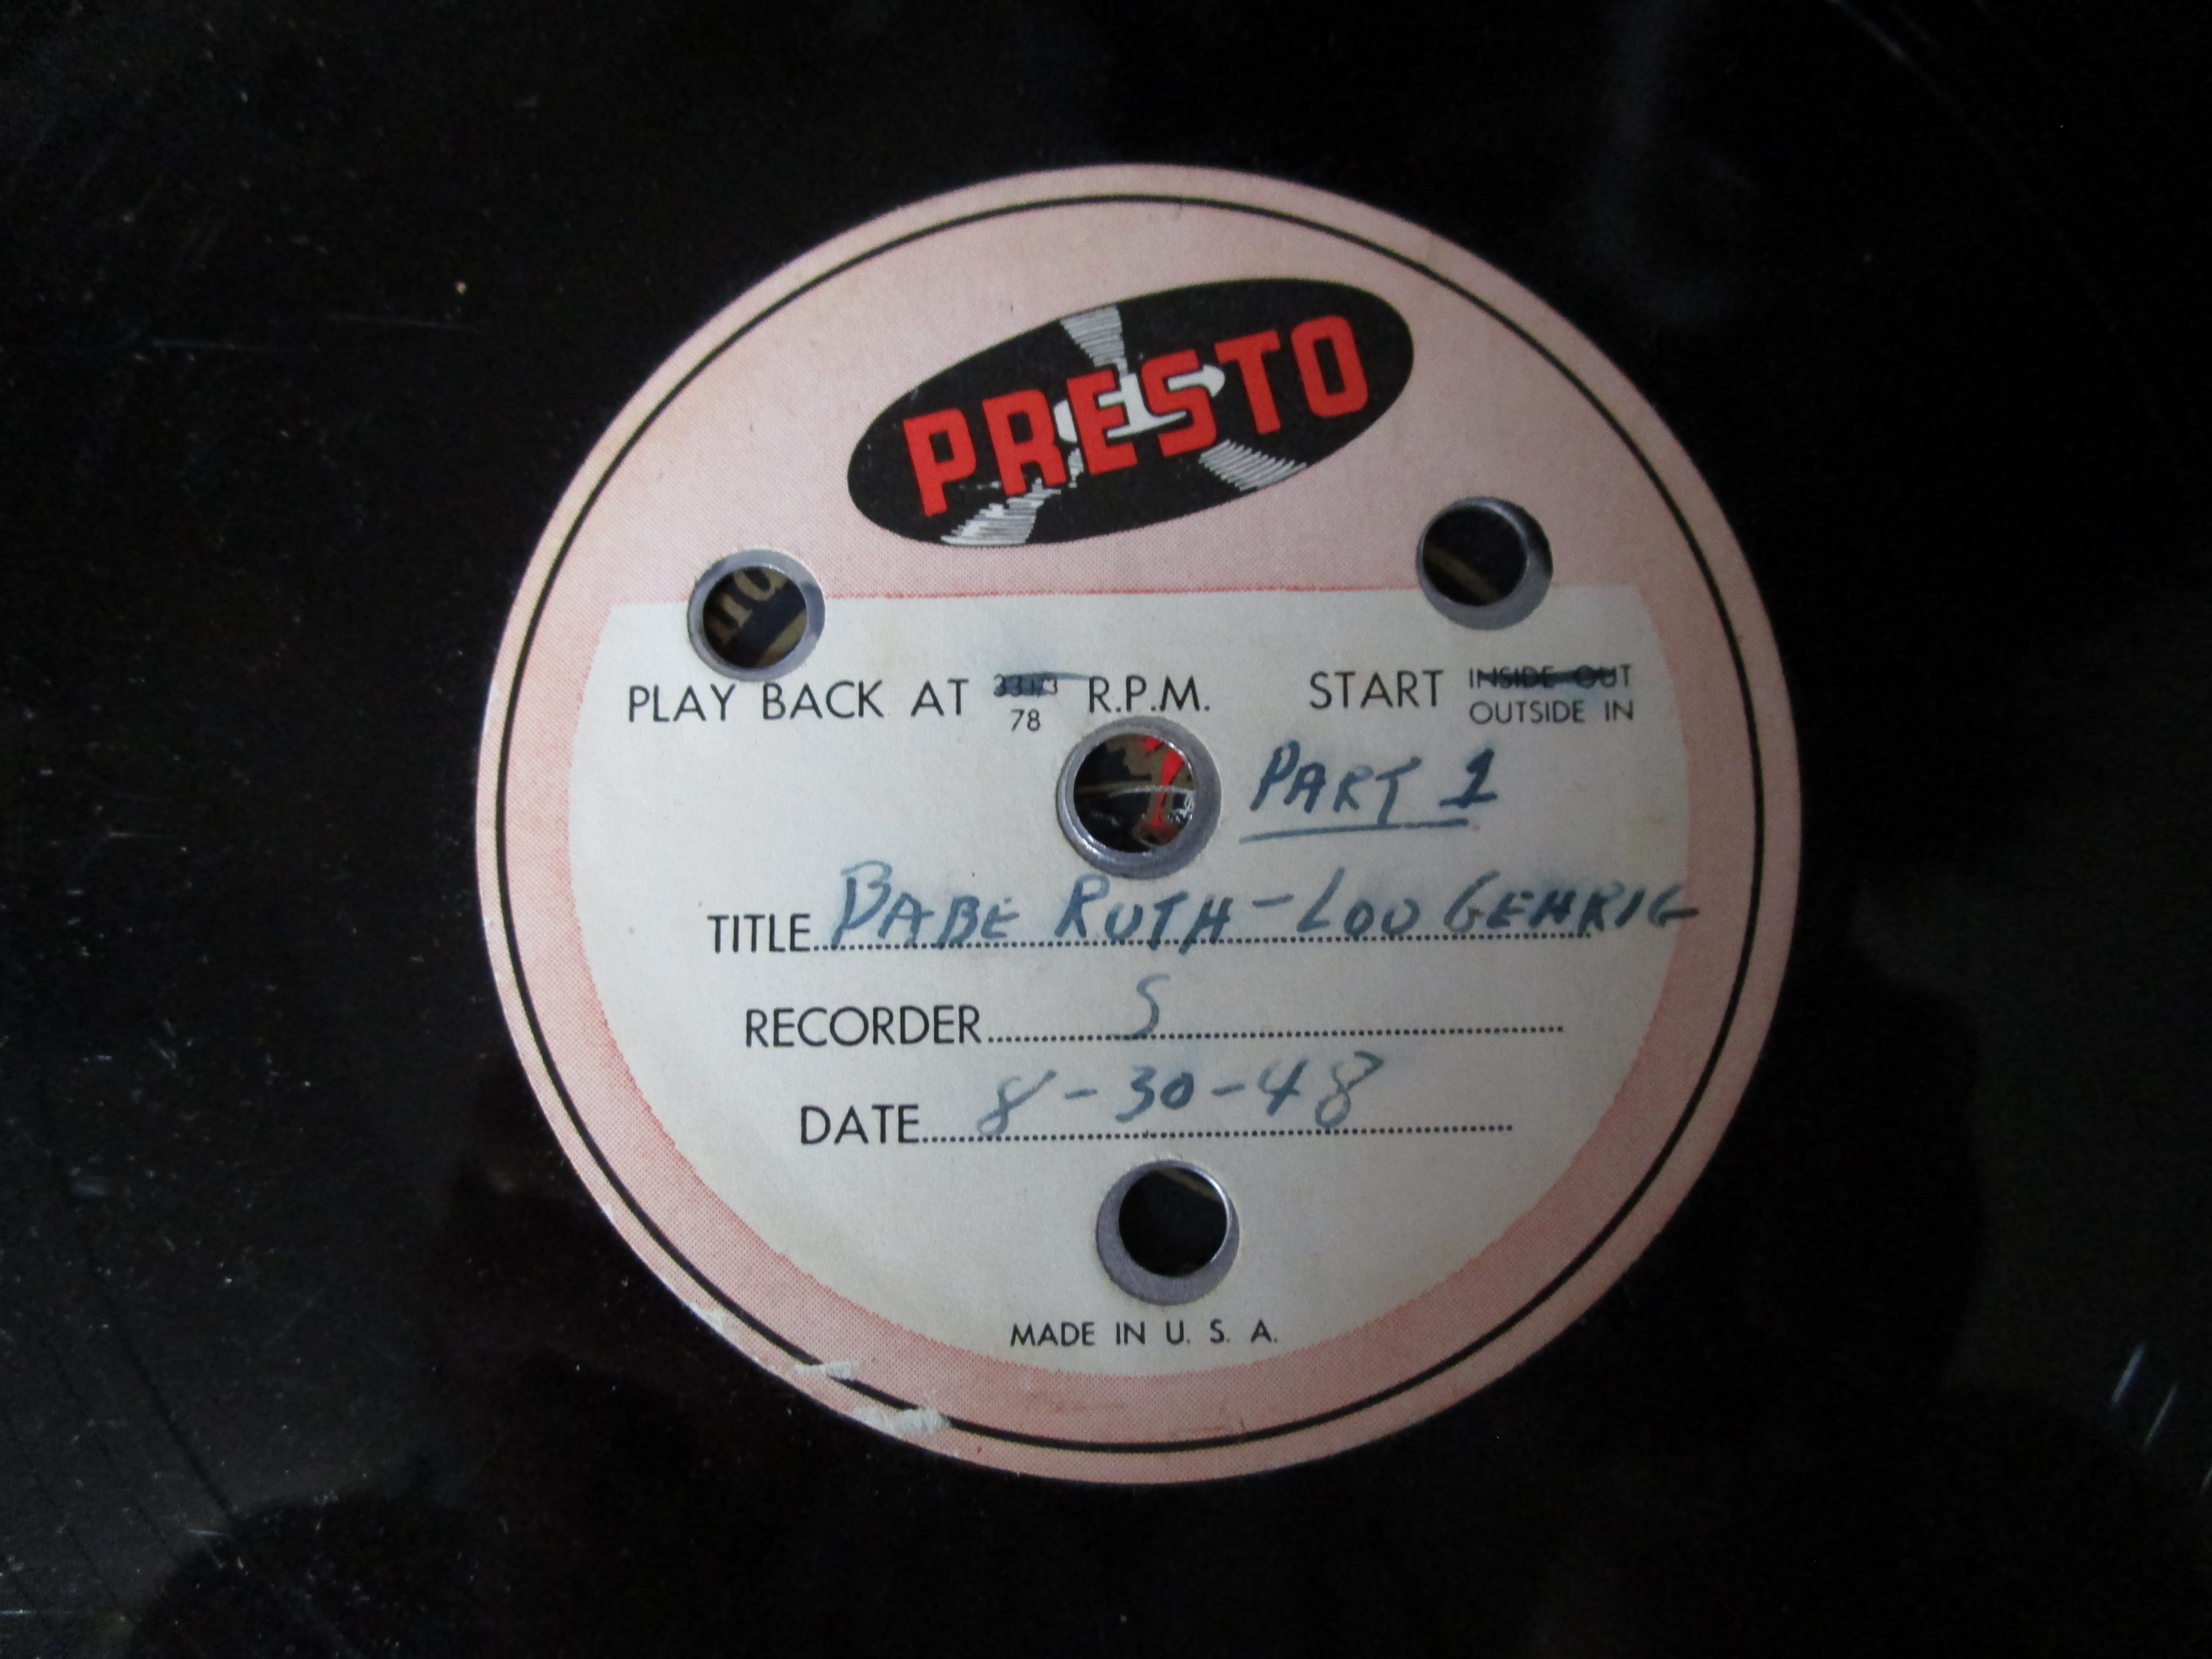 PRESTO
PLAY BACK AT 33 1/3 R.P.M. START INSIDE OUT
78 OUTSIDE IN
PART 1
TITLE BABE RUTH - LOU GEHRIG
RECORDER S
DATE 8-30-48
MADE IN U. S. A.